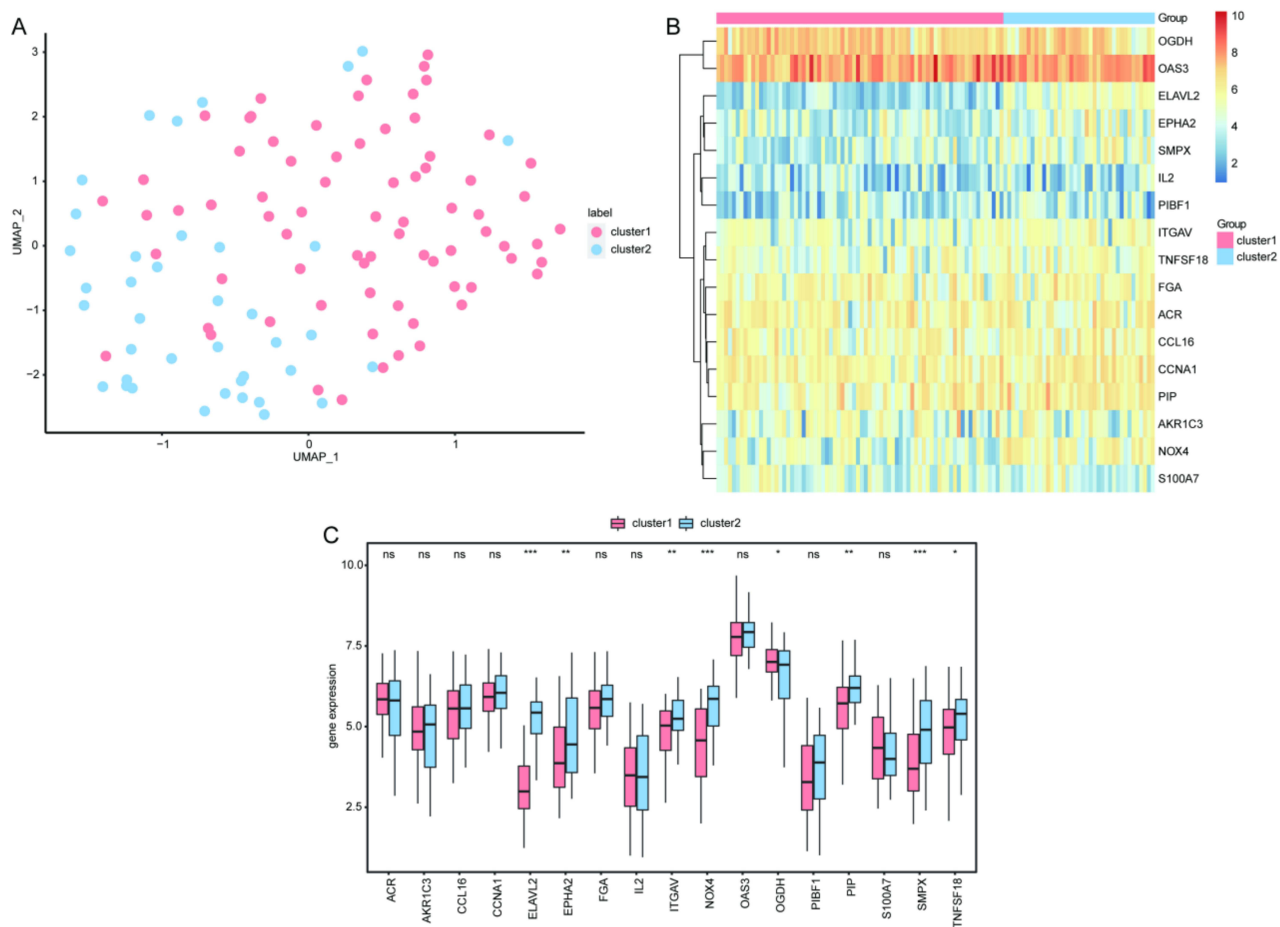 A
3
2
1
0
−1
−2
−1
0
1
UMAP_2
UMAP_1
label
cluster1
cluster2
B
Group
OGDH
OAS3
ELAVL2
EPHA2
SMPX
IL2
PIBF1
ITGAV
TNFSF18
FGA
ACR
CCL16
CCNA1
PIP
AKR1C3
NOX4
S100A7
10
8
6
4
2
Group
cluster1
cluster2
C
cluster1 cluster2
ns ns ns ns *** ** ns ns ** *** ns * ns ** ns *** *
10.0
7.5
5.0
2.5
gene expression
ACR AKR1C3 CCL16 CCNA1 ELAVL2 EPHA2 FGA IL2 ITGAV NOX4 OAS3 OGDH PIBF1 PIP S100A7 SMPX TNFSF18